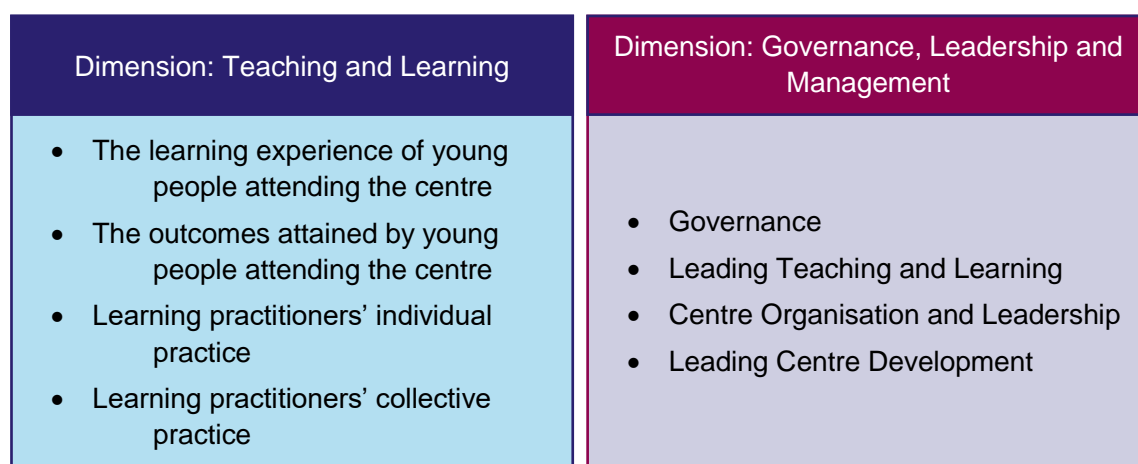 Dimension: Teaching and Learning
• The learning experience of young
people attending the centre
• The outcomes attained by young
people attending the centre
• Learning practitioners’ individual
practice
• Learning practitioners’ collective
practice
Dimension: Governance, Leadership and
Management
• Governance
• Leading Teaching and Learning
• Centre Organisation and Leadership
• Leading Centre Development